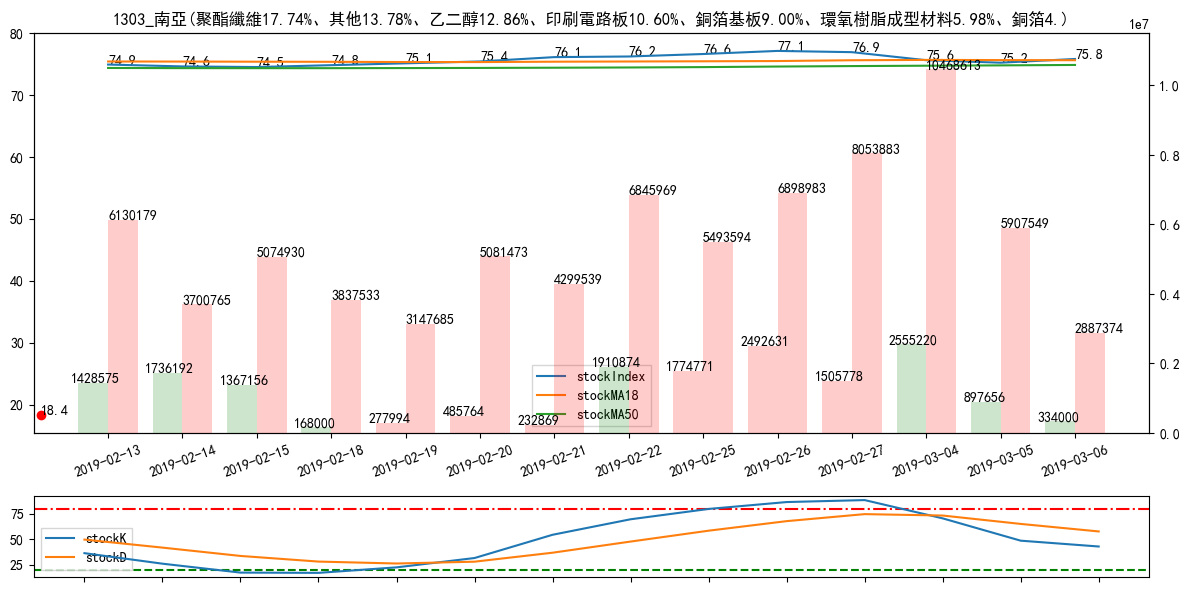 1303_南亞(聚酯纖維17.74%、其他13.78%、乙二醇12.86%、印刷電路板10.60%、銅箔基板9.00%、環氧樹脂成型材料5.98%、銅箔4.)
1e7
80
74.9 74.6 74.5 74.8 75.1 75.4 76.1 76.2 76.6 77.1 76.9 75.6 75.2 75.8
10468613
70
1.0
60
8053883
0.8
50
6130179 6845969 6898983
0.6
5493594 5907549
5074930 5081473
40
4299539
3700765 3837533
0.4
3147685
30
2492631 2555220 2887374
0.2
1428575 1736192 1367156 1910874 1774771 1505778
stockIndex
stockMA18
stockMA50
20
18.4
168000 277994 485764 232869 897656 334000
0.0
2019-02-13 2019-02-14 2019-02-15 2019-02-18 2019-02-19 2019-02-20 2019-02-21 2019-02-22 2019-02-25 2019-02-26 2019-02-27 2019-03-04 2019-03-05 2019-03-06
75
50
25
stockK
stockD